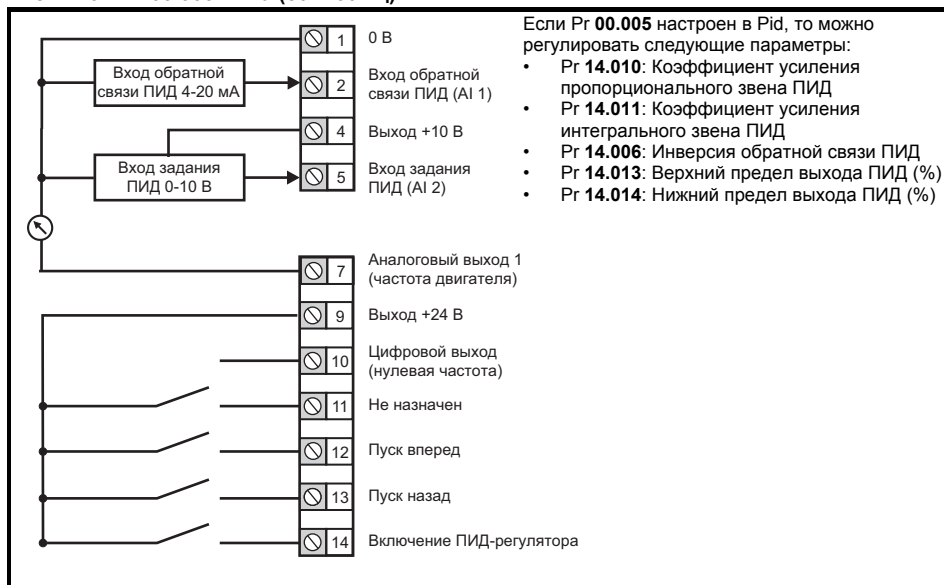 1
0 В
Вход обратной
связи ПИД 4-20 мА
2
Вход обратной
связи ПИД (AI 1)
4
Выход +10 В
Вход задания
ПИД 0-10 В
5
Вход задания
ПИД (AI 2)
7
Аналоговый выход 1
(частота двигателя)
9
Выход +24 В
10
Цифровой выход
(нулевая частота)
11
Не назначен
12
Пуск вперед
13
Пуск назад
14
Включение ПИД-регулятора
Если Pr 00.005 настроен в Pid, то можно
регулировать следующие параметры:
• Pr 14.010: Коэффициент усиления
пропорционального звена ПИД
• Pr 14.011: Коэффициент усиления
интегрального звена ПИД
• Pr 14.006: Инверсия обратной связи ПИД
• Pr 14.013: Верхний предел выхода ПИД (%)
• Pr 14.014: Нижний предел выхода ПИД (%)